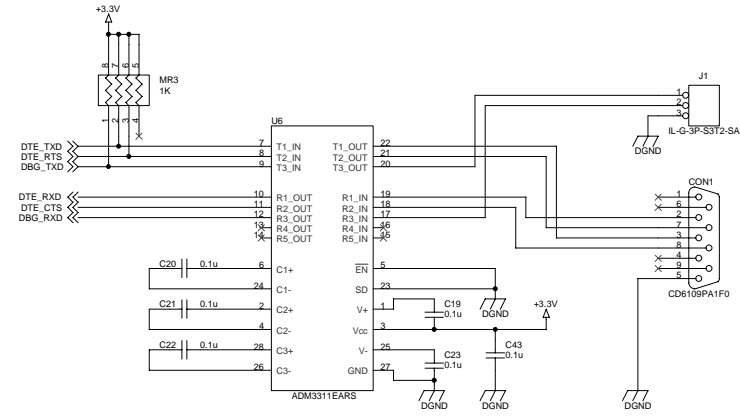 +3.3V
8 7 6 5
MR3
1K
1 2 3 4
J1
1
2
3
IL-G-3P-S3T2-SA
DGND
U6
DTE_TXD 7 T1_IN T1_OUT 22
DTE_RTS 8 T2_IN T2_OUT 21
DBG_TXD 9 T3_IN T3_OUT 20
CON1
DTE_RXD 10 R1_OUT R1_IN 19
DTE_CTS 11 R2_OUT R2_IN 18
DBG_RXD 12 R3_OUT R3_IN 17
13 R4_OUT R4_IN 16
14 R5_OUT R5_IN 15
1
6
2
7
3
8
4
9
5
CD6109PA1F0
C20 0.1u 6 C1+ EN 5
24 C1- SD 23
DGND
C21 0.1u 2 C2+ V+ 1 C19
0.1u
+3.3V
4 C2- Vcc 3
C22 0.1u 28 C3+ V- 25 C23
0.1u
C43
0.1u
26 C3- GND 27
ADM3311EARS
DGND
DGND
DGND